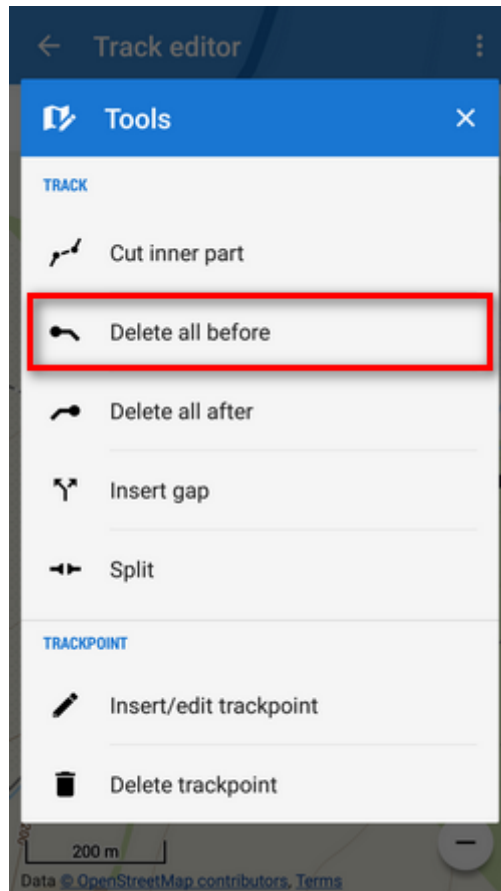 Track editor
Tools
TRACK
Cut inner part
Delete all before
Delete all after
Insert gap
Split
TRACKPOINT
Insert/edit trackpoint
Delete trackpoint
200
200 m
Data © OpenStreetMap contributors, Terms